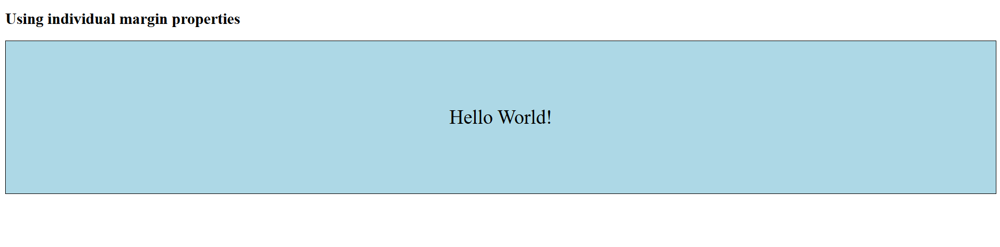 Using individual margin properties
Hello World!